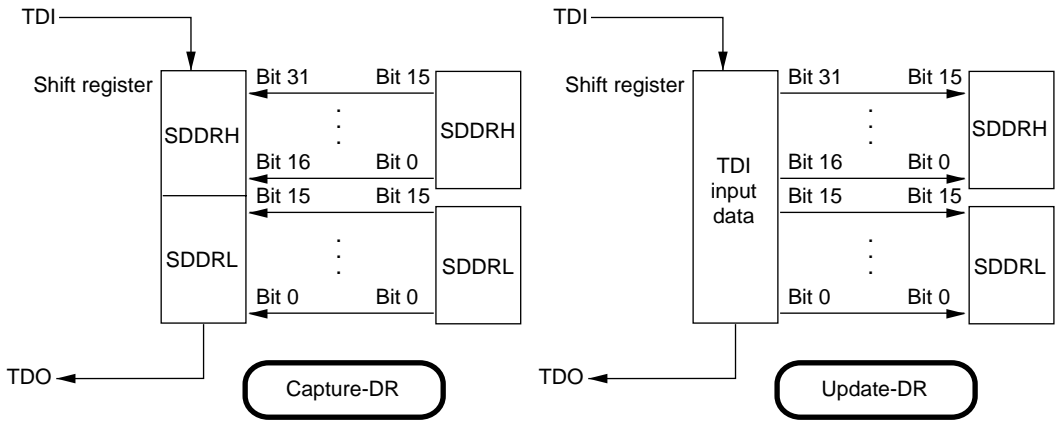 TDI
Shift register
Bit 31 Bit 15
SDDRH
SDDRH
Bit 16 Bit 0
Bit 15 Bit 15
SDDRL
SDDRL
Bit 0 Bit 0
TDO
Capture-DR
TDI
Shift register
Bit 31 Bit 15
SDDRH
Bit 16 Bit 0
TDI
input
data
Bit 15 Bit 15
SDDRL
Bit 0 Bit 0
TDO
Update-DR